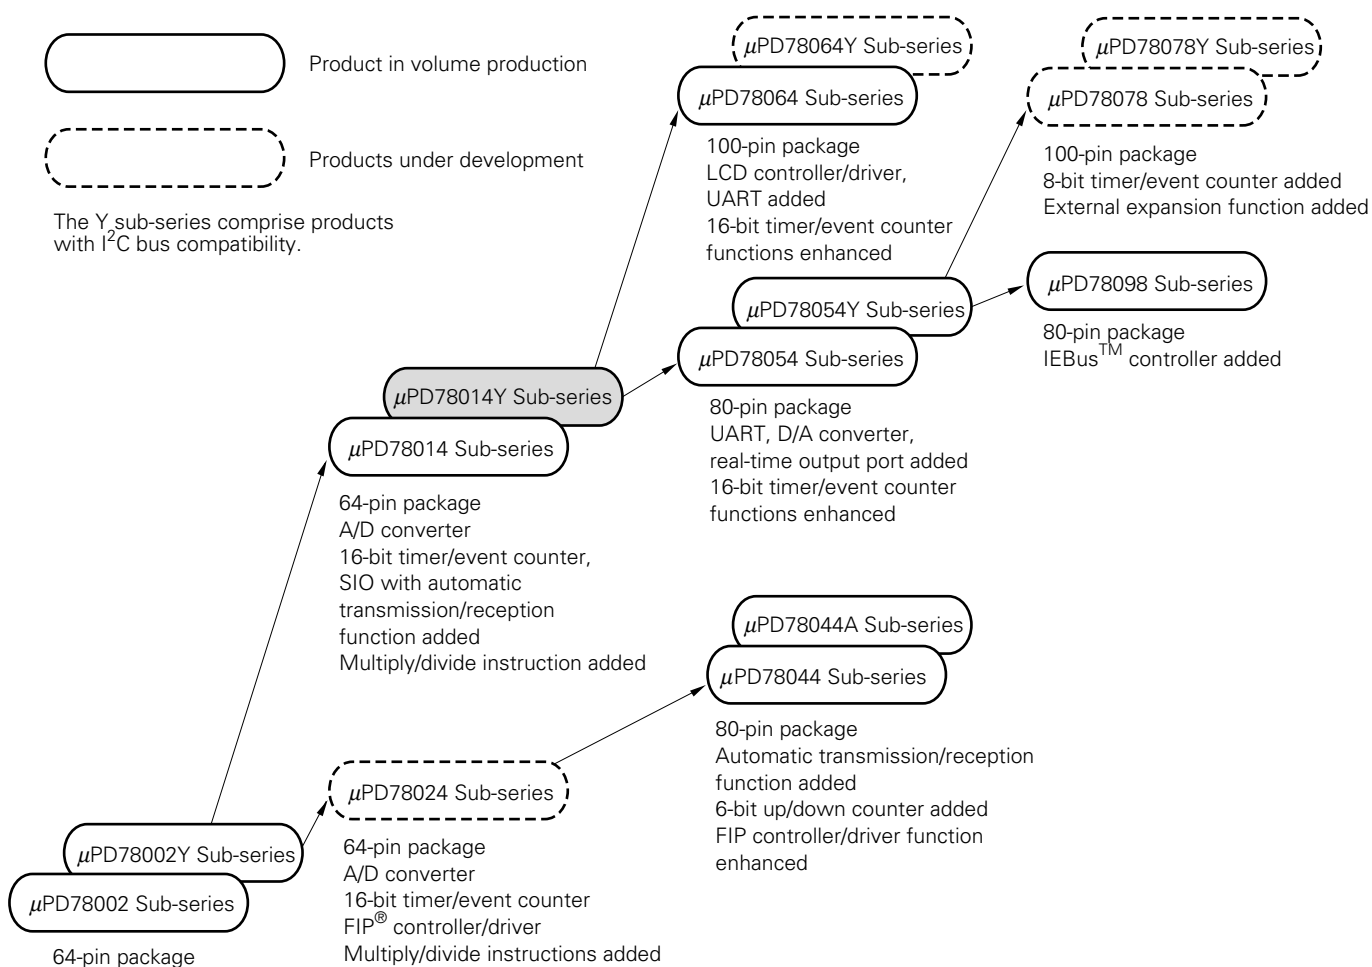 Product in volume production
Products under development
The Y sub-series comprise products
with I²C bus compatibility.
μPD78064Y Sub-series
μPD78064 Sub-series
100-pin package
LCD controller/driver,
UART added
16-bit timer/event counter
functions enhanced
μPD78078Y Sub-series
μPD78078 Sub-series
100-pin package
8-bit timer/event counter added
External expansion function added
μPD78098 Sub-series
80-pin package
IEBus™ controller added
μPD78054Y Sub-series
μPD78054 Sub-series
80-pin package
UART, D/A converter,
real-time output port added
16-bit timer/event counter
functions enhanced
μPD78014Y Sub-series
μPD78014 Sub-series
64-pin package
A/D converter
16-bit timer/event counter,
SIO with automatic
transmission/reception
function added
Multiply/divide instruction added
μPD78044A Sub-series
μPD78044 Sub-series
80-pin package
Automatic transmission/reception
function added
6-bit up/down counter added
FIP controller/driver function
enhanced
μPD78024 Sub-series
64-pin package
A/D converter
16-bit timer/event counter
FIP® controller/driver
Multiply/divide instructions added
μPD78002Y Sub-series
μPD78002 Sub-series
64-pin package